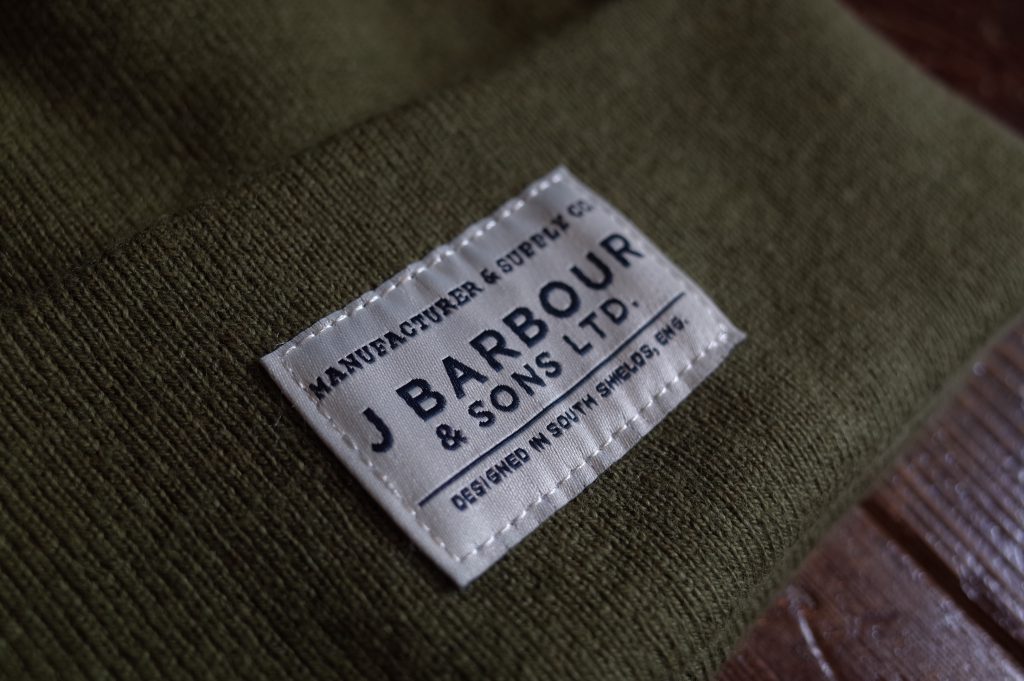 MANUFACTURER & SUPPLY CO.
J BARBOUR
& SONS LTD.
DESIGNED IN SOUTH SHIELDS, ENG.